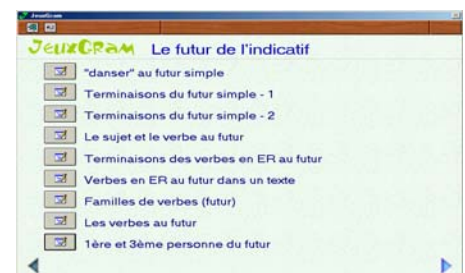 JeuxGram
JEUXGRAM Le futur de l'indicatif
"danser" au futur simple
Terminaisons du futur simple - 1
Terminaisons du futur simple - 2
Le sujet et le verbe au futur
Terminaisons des verbes en ER au futur
Verbes en ER au futur dans un texte
Familles de verbes (futur)
Les verbes au futur
1ère et 3ème personne du futur